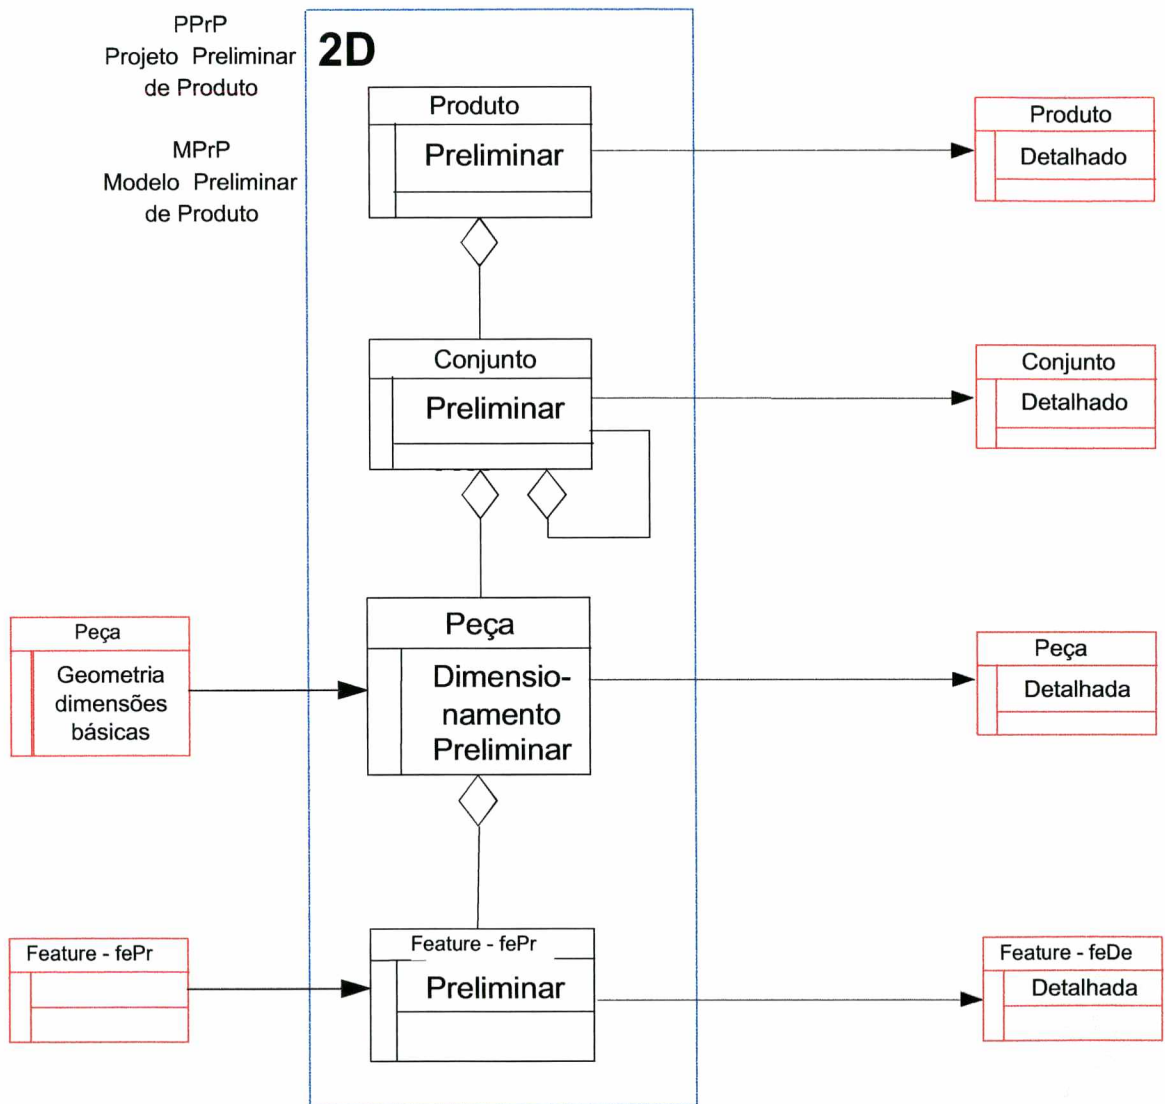 PPrP
Projeto Preliminar
de Produto
MPrP
Modelo Preliminar
de Produto
2D
Produto
Preliminar
Produto
Detalhado
Conjunto
Preliminar
Conjunto
Detalhado
Peça
Geometria
dimensões
básicas
Peça
Dimensio-
namento
Preliminar
Peça
Detalhada
Feature - fePr
Feature - fePr
Preliminar
Feature - feDe
Detalhada